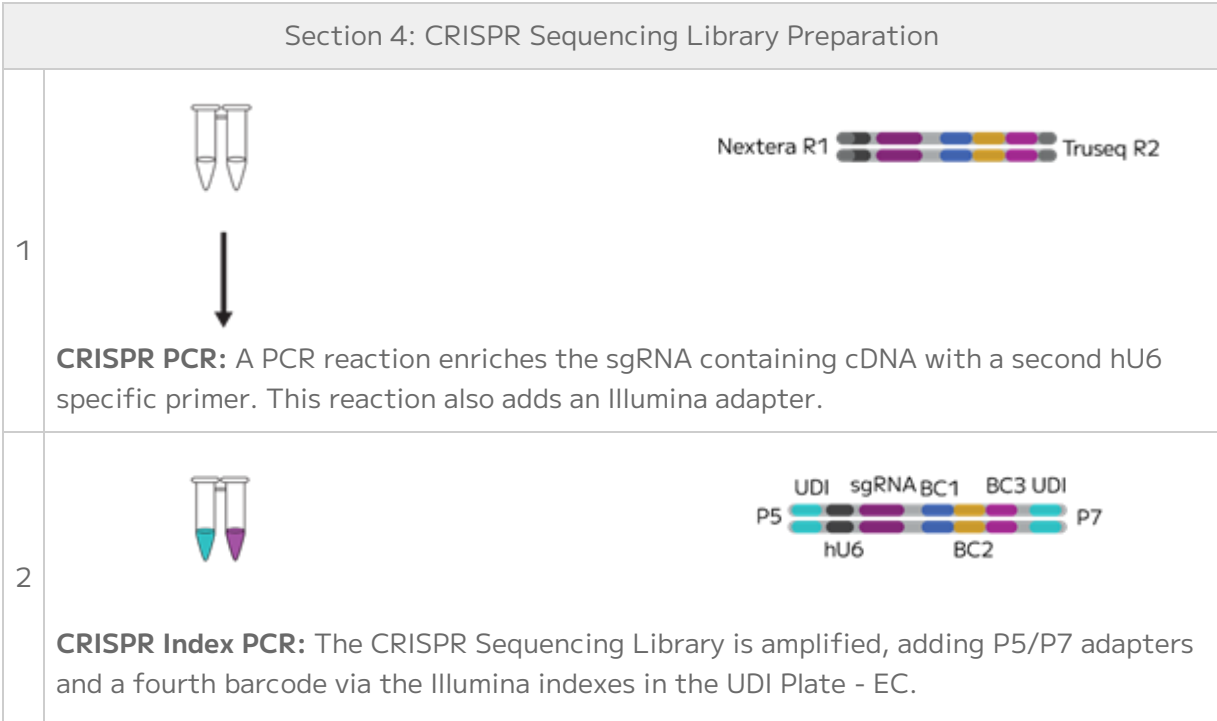 Section 4: CRISPR Sequencing Library Preparation
1
Nextera R1
Truseq R2
CRISPR PCR: A PCR reaction enriches the sgRNA containing cDNA with a second hU6
specific primer. This reaction also adds an Illumina adapter.
2
UDI sgRNA BC1 BC3 UDI
P5 P7
hU6 BC2
CRISPR Index PCR: The CRISPR Sequencing Library is amplified, adding P5/P7 adapters
and a fourth barcode via the Illumina indexes in the UDI Plate - EC.